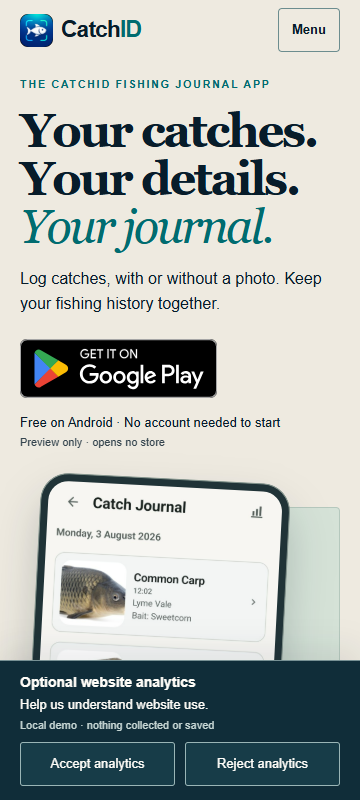 CatchID
Menu
THE CATCHID FISHING JOURNAL APP
Your catches.
Your details.
Your journal.
Log catches, with or without a photo. Keep
your fishing history together.
GET IT ON
Google Play
Free on Android · No account needed to start
Preview only · opens no store
Catch Journal
Monday, 3 August 2026
Common Carp
12:02
Lyme Vale
Bait: Sweetcorn
Optional website analytics
Help us understand website use.
Local demo · nothing collected or saved
Accept analytics
Reject analytics